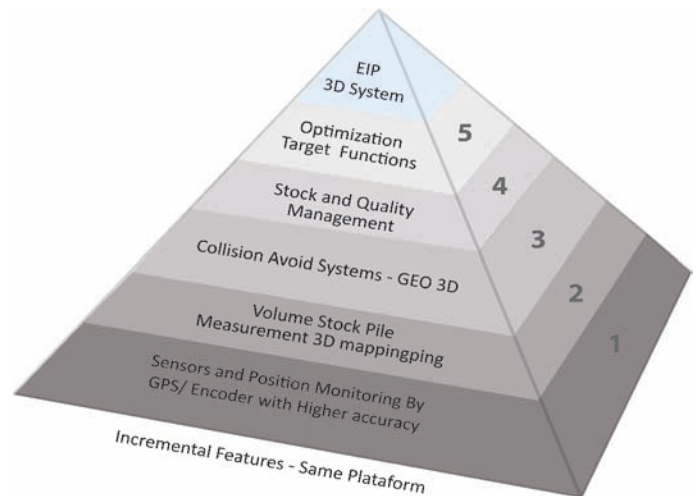 EIP
3D System
Optimization
Target Functions
5
Stock and Quality
Management
4
Collision Avoid Systems - GEO 3D
3
Volume Stock Pile
Measurement 3D mappingping
2
Sensors and Position Monitoring By
GPS/ Encoder with Higher accuracy
1
Incremental Features - Same Plataform